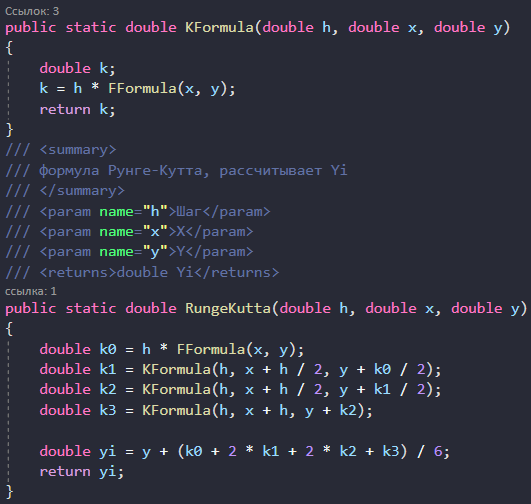 Ссылок: 3
public static double KFormula(double h, double x, double y)
{
    double k;
    k = h * FFormula(x, y);
    return k;
}
/// <summary>
/// формула Рунге-Кутта, рассчитывает Yi
/// </summary>
/// <param name="h">Шаг</param>
/// <param name="x">X</param>
/// <param name="y">Y</param>
/// <returns>double Yi</returns>
ссылка: 1
public static double RungeKutta(double h, double x, double y)
{
    double k0 = h * FFormula(x, y);
    double k1 = KFormula(h, x + h / 2, y + k0 / 2);
    double k2 = KFormula(h, x + h / 2, y + k1 / 2);
    double k3 = KFormula(h, x + h, y + k2);

    double yi = y + (k0 + 2 * k1 + 2 * k2 + k3) / 6;
    return yi;
}